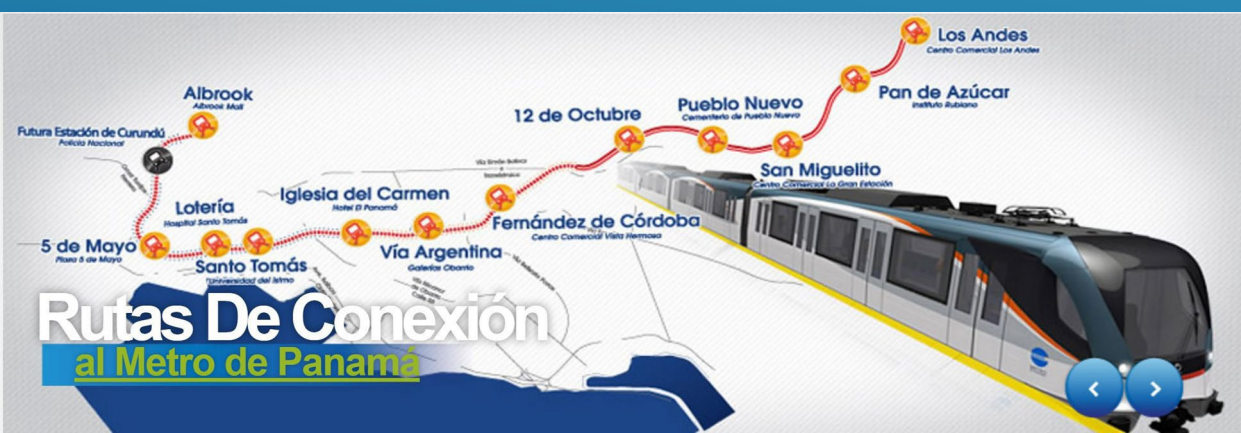 Los Andes
Centro Comercial Los Andes
Pan de Azúcar
Instituto Rubiano
Albrook
Albrook Mall
Pueblo Nuevo
Cementerio de Pueblo Nuevo
12 de Octubre
Futura Estación de Curundú
Policía Nacional
San Miguelito
Centro Comercial La Gran Estación
Iglesia del Carmen
Hotel El Panamá
Lotería
Hospital Santo Tomás
Fernández de Córdoba
Centro Comercial Vista Hermosa
5 de Mayo
Plaza 5 de Mayo
Vía Argentina
Galerías Obarrio
Santo Tomás
Universidad del Istmo
Rutas De Conexión
al Metro de Panamá